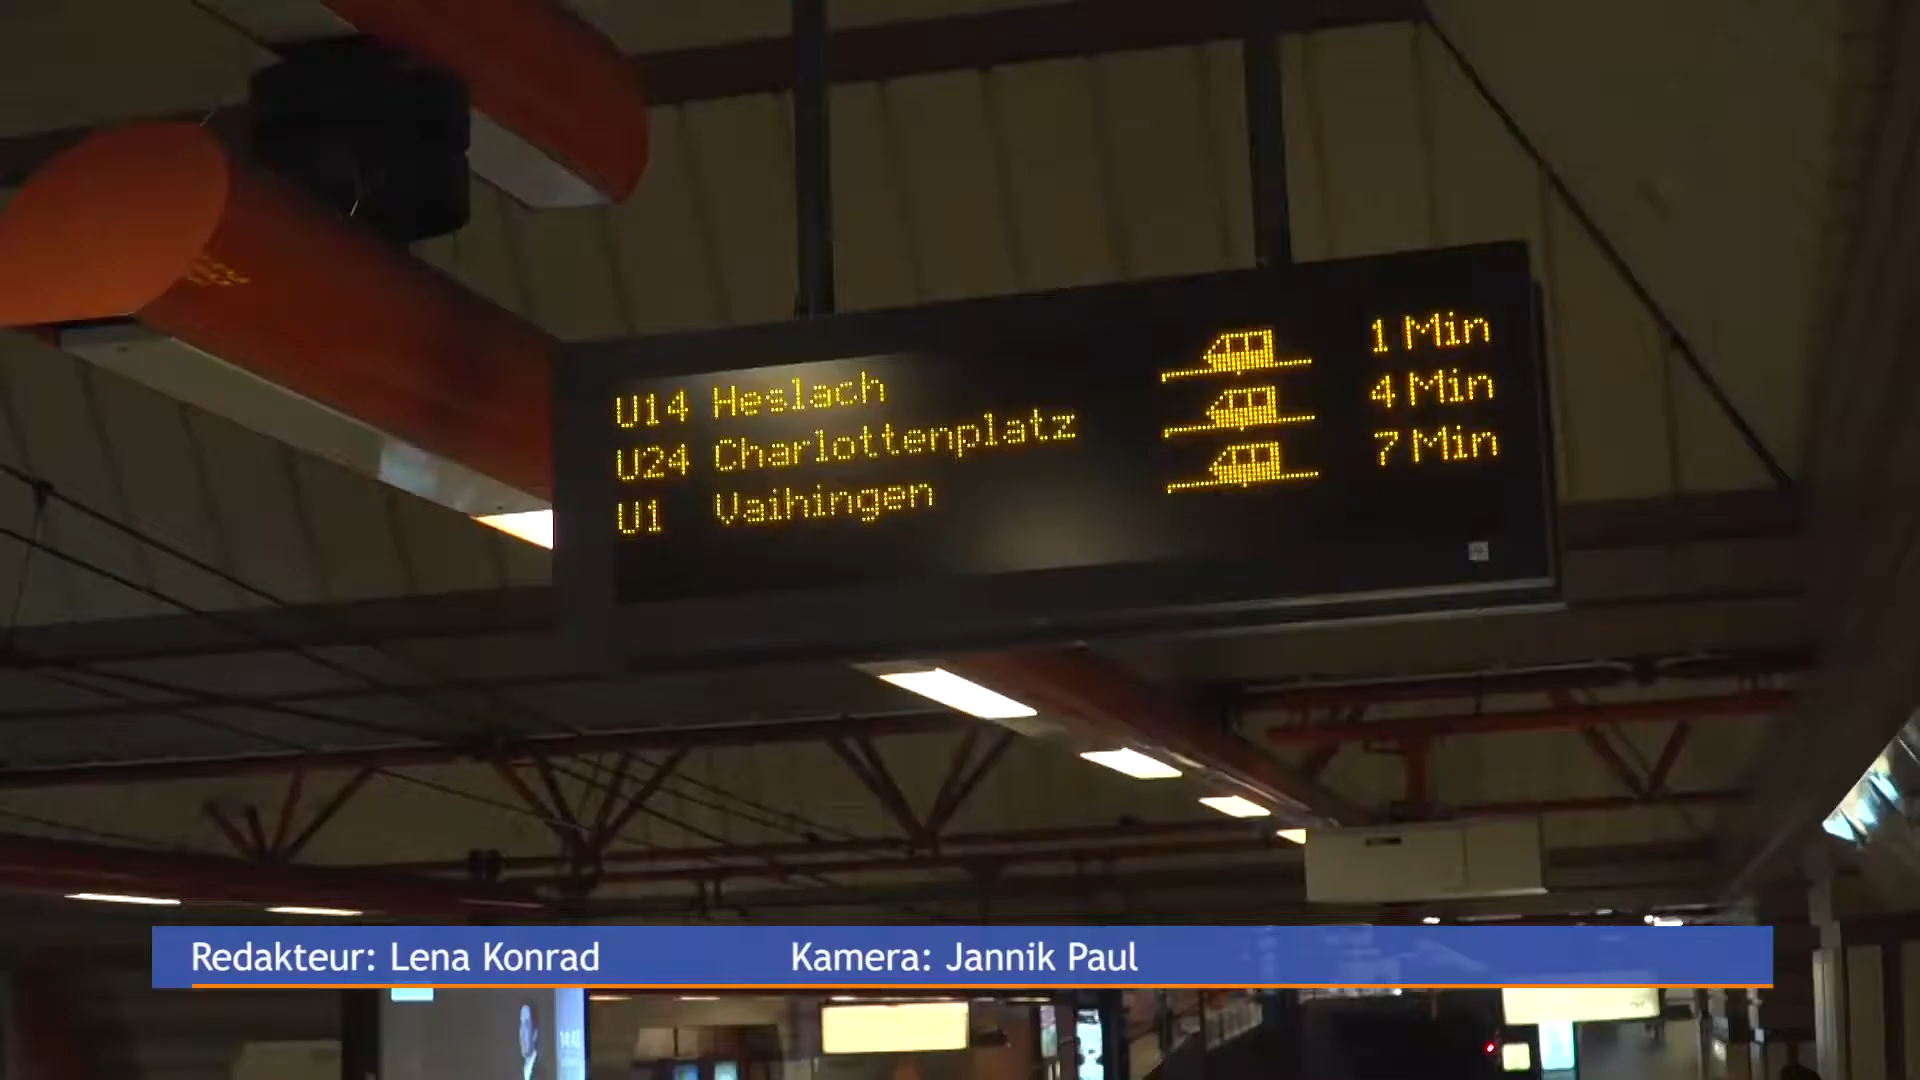 U14 Heslach 1 Min
U24 Charlottenplatz 4 Min
U1 Vaihingen 7 Min
Redakteur: Lena Konrad Kamera: Jannik Paul